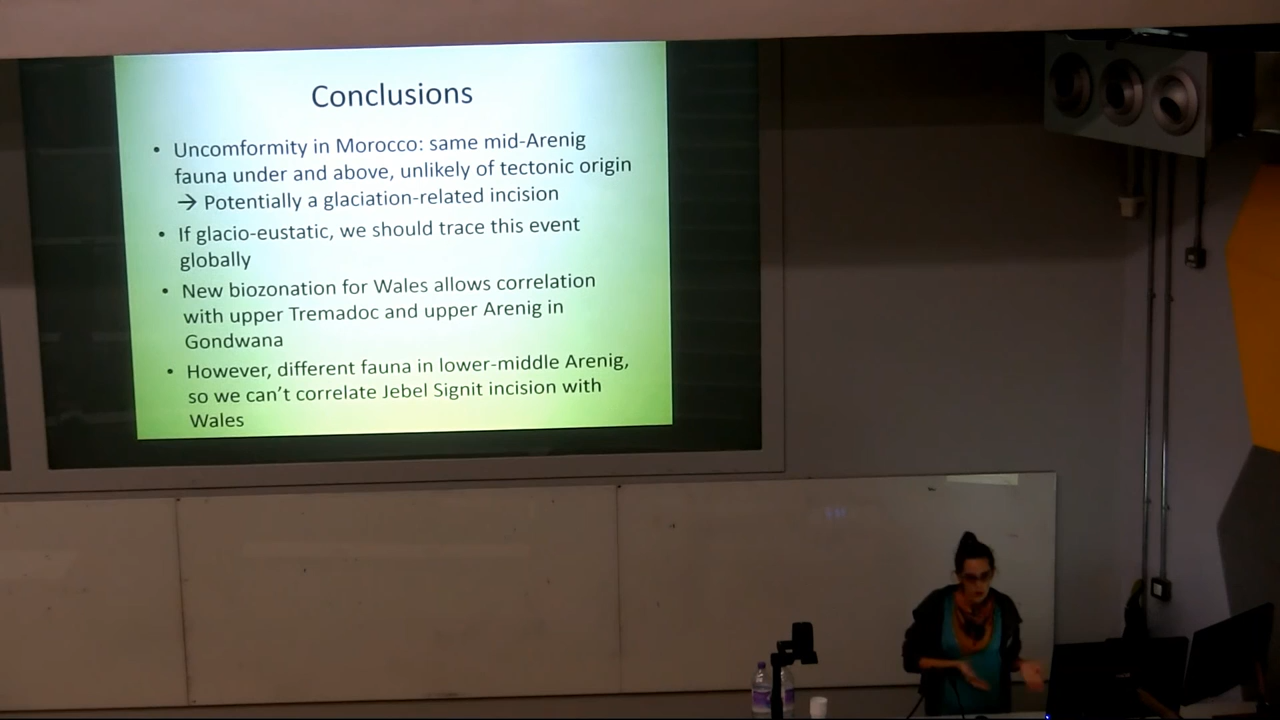 Conclusions
• Uncomformity in Morocco: same mid-Arenig
fauna under and above, unlikely of tectonic origin
→ Potentially a glaciation-related incision
• If glacio-eustatic, we should trace this event
globally
• New biozonation for Wales allows correlation
with upper Tremadoc and upper Arenig in
Gondwana
• However, different fauna in lower-middle Arenig,
so we can't correlate Jebel Signit incision with
Wales